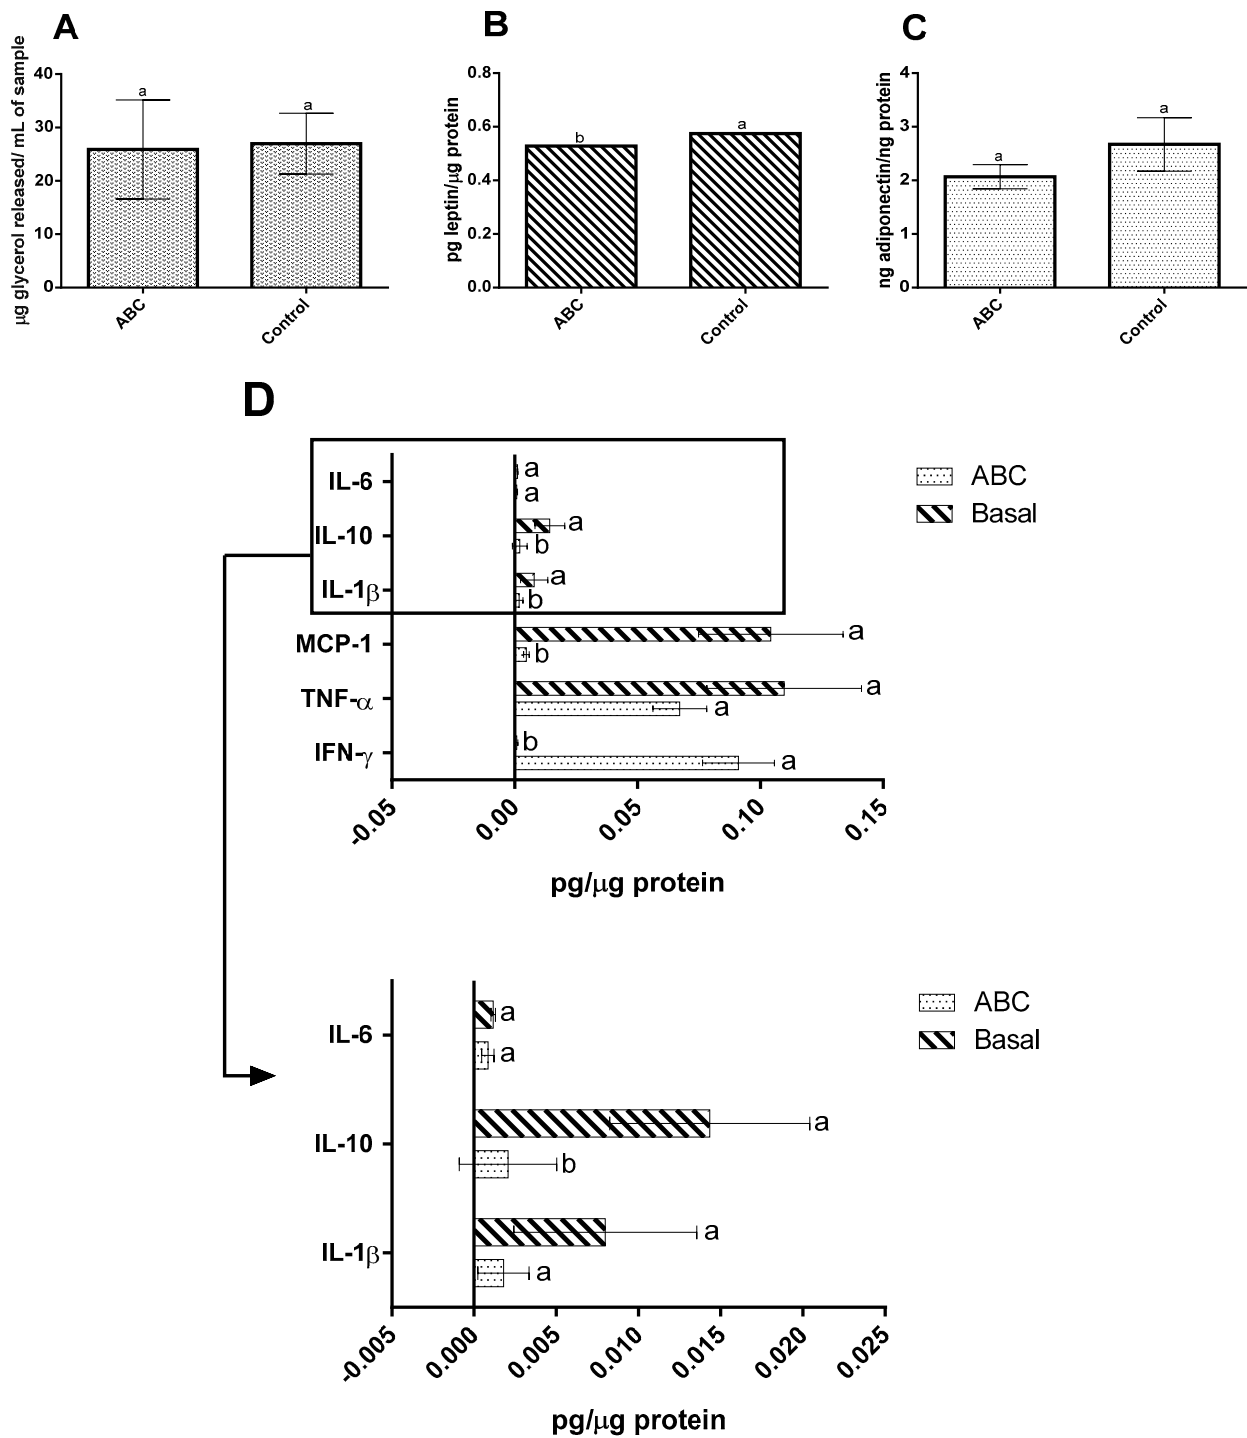 A
µg glycerol released/ mL of sample
40
30
20
10
0
a
a
ABC
Control
B
pg leptin/µg protein
0.8
0.6
0.4
0.2
0.0
b
a
ABC
Control
C
ng adiponectin/ng protein
4
3
2
1
0
a
a
ABC
Control
D
IL-6
a
a
IL-10
a
b
IL-1β
a
b
MCP-1
a
b
TNF-α
a
a
IFN-γ
b
a
-0.05
0.00
0.05
0.10
0.15
pg/µg protein
ABC
Basal
IL-6
a
a
IL-10
a
b
IL-1β
a
a
-0.005
0.000
0.005
0.010
0.015
0.020
0.025
pg/µg protein
ABC
Basal